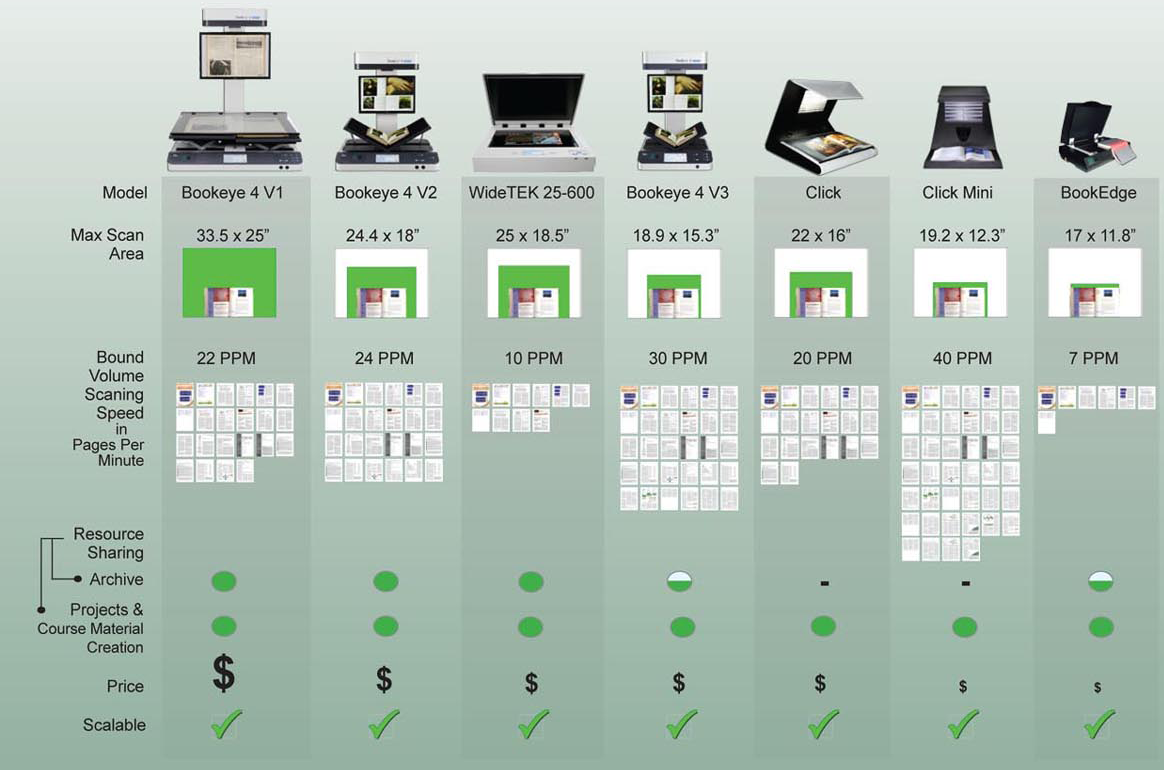 Model
Bookeye 4 V1
Bookeye 4 V2
WideTEK 25-600
Bookeye 4 V3
Click
Click Mini
BookEdge
Max Scan
Area
33.5 x 25”
24.4 x 18”
25 x 18.5”
18.9 x 15.3”
22 x 16”
19.2 x 12.3”
17 x 11.8”
Bound
Volume
Scaning
Speed
in
Pages Per
Minute
22 PPM
24 PPM
10 PPM
30 PPM
20 PPM
40 PPM
7 PPM
Resource
Sharing
Archive
-
-
Projects &
Course Material
Creation
Price
$
$
$
$
$
$
$
Scalable